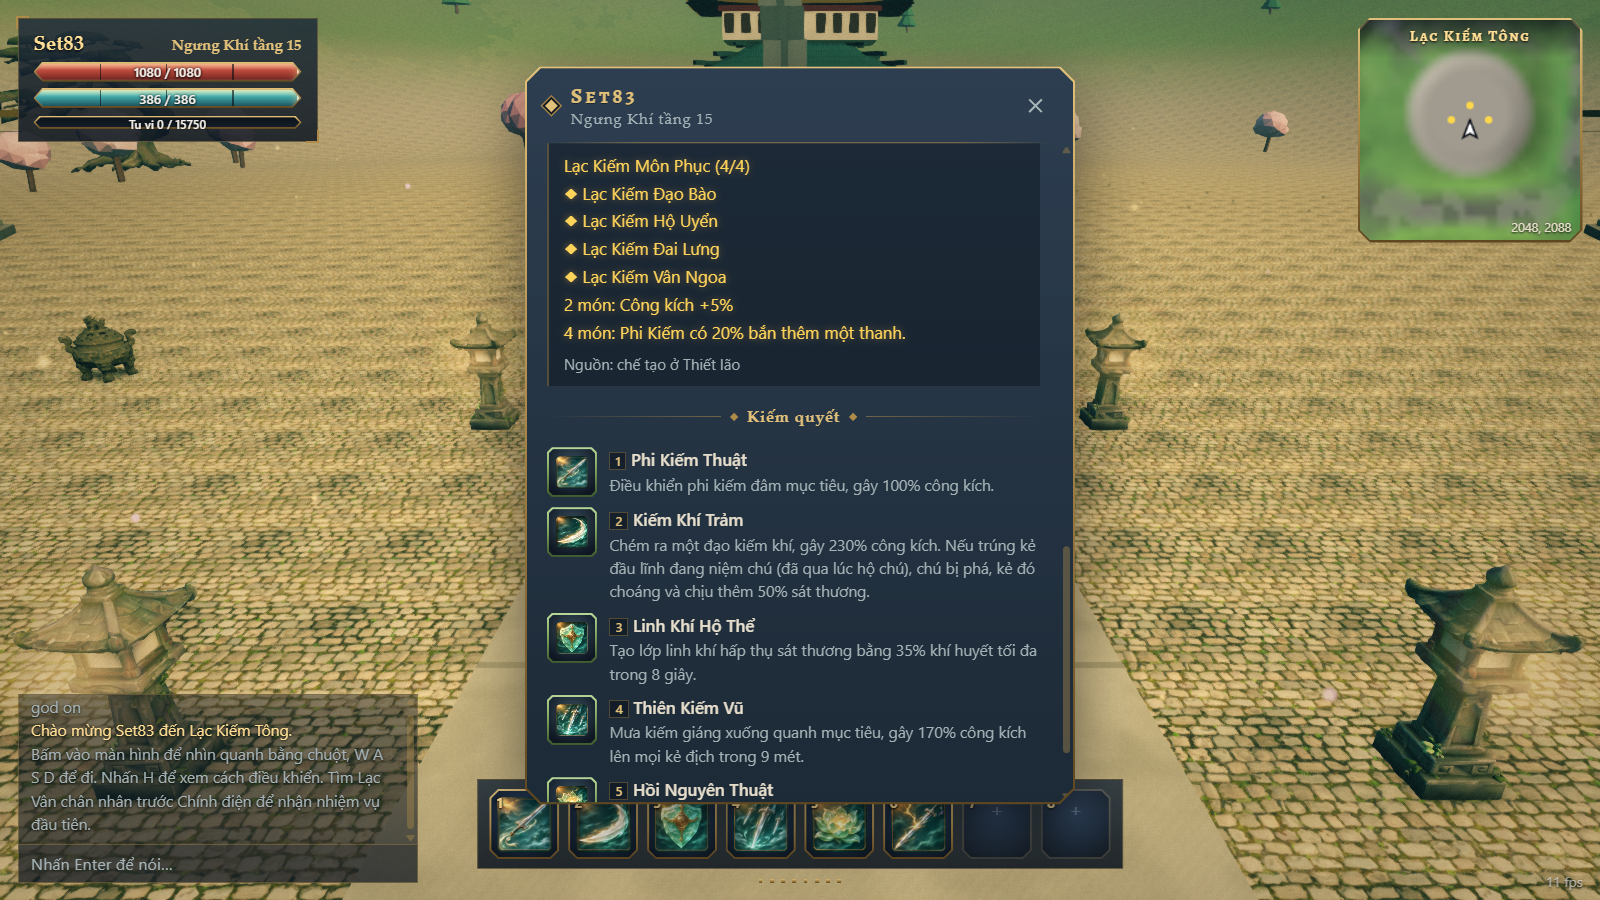 Set83
Ngưng Khí tầng 15
1080 / 1080
386 / 386
Tu vi 0 / 15750
LẠC KIẾM TÔNG
2048, 2088
SET83
Ngưng Khí tầng 15
Lạc Kiếm Môn Phục (4/4)
Lạc Kiếm Đạo Bào
Lạc Kiếm Hộ Uyển
Lạc Kiếm Đai Lưng
Lạc Kiếm Vân Ngoa
2 món: Công kích +5%
4 món: Phi Kiếm có 20% bắn thêm một thanh.
Nguồn: chế tạo ở Thiết lão
Kiếm quyết
1 Phi Kiếm Thuật
Điều khiển phi kiếm đâm mục tiêu, gây 100% công kích.
2 Kiếm Khí Trảm
Chém ra một đạo kiếm khí, gây 230% công kích. Nếu trúng kẻ
đầu lĩnh đang niệm chú (đã qua lúc hộ chú), chú bị phá, kẻ đó
choáng và chịu thêm 50% sát thương.
3 Linh Khí Hộ Thể
Tạo lớp linh khí hấp thụ sát thương bằng 35% khí huyết tối đa
trong 8 giây.
4 Thiên Kiếm Vũ
Mưa kiếm giáng xuống quanh mục tiêu, gây 170% công kích
lên mọi kẻ địch trong 9 mét.
5 Hồi Nguyên Thuật
god on
Chào mừng Set83 đến Lạc Kiếm Tông.
Bấm vào màn hình để nhìn quanh bằng chuột, W A
S D để đi. Nhấn H để xem cách điều khiển. Tìm Lạc
Vân chân nhân trước Chính điện để nhận nhiệm vụ
đầu tiên.
Nhấn Enter để nói...
1
11 fps